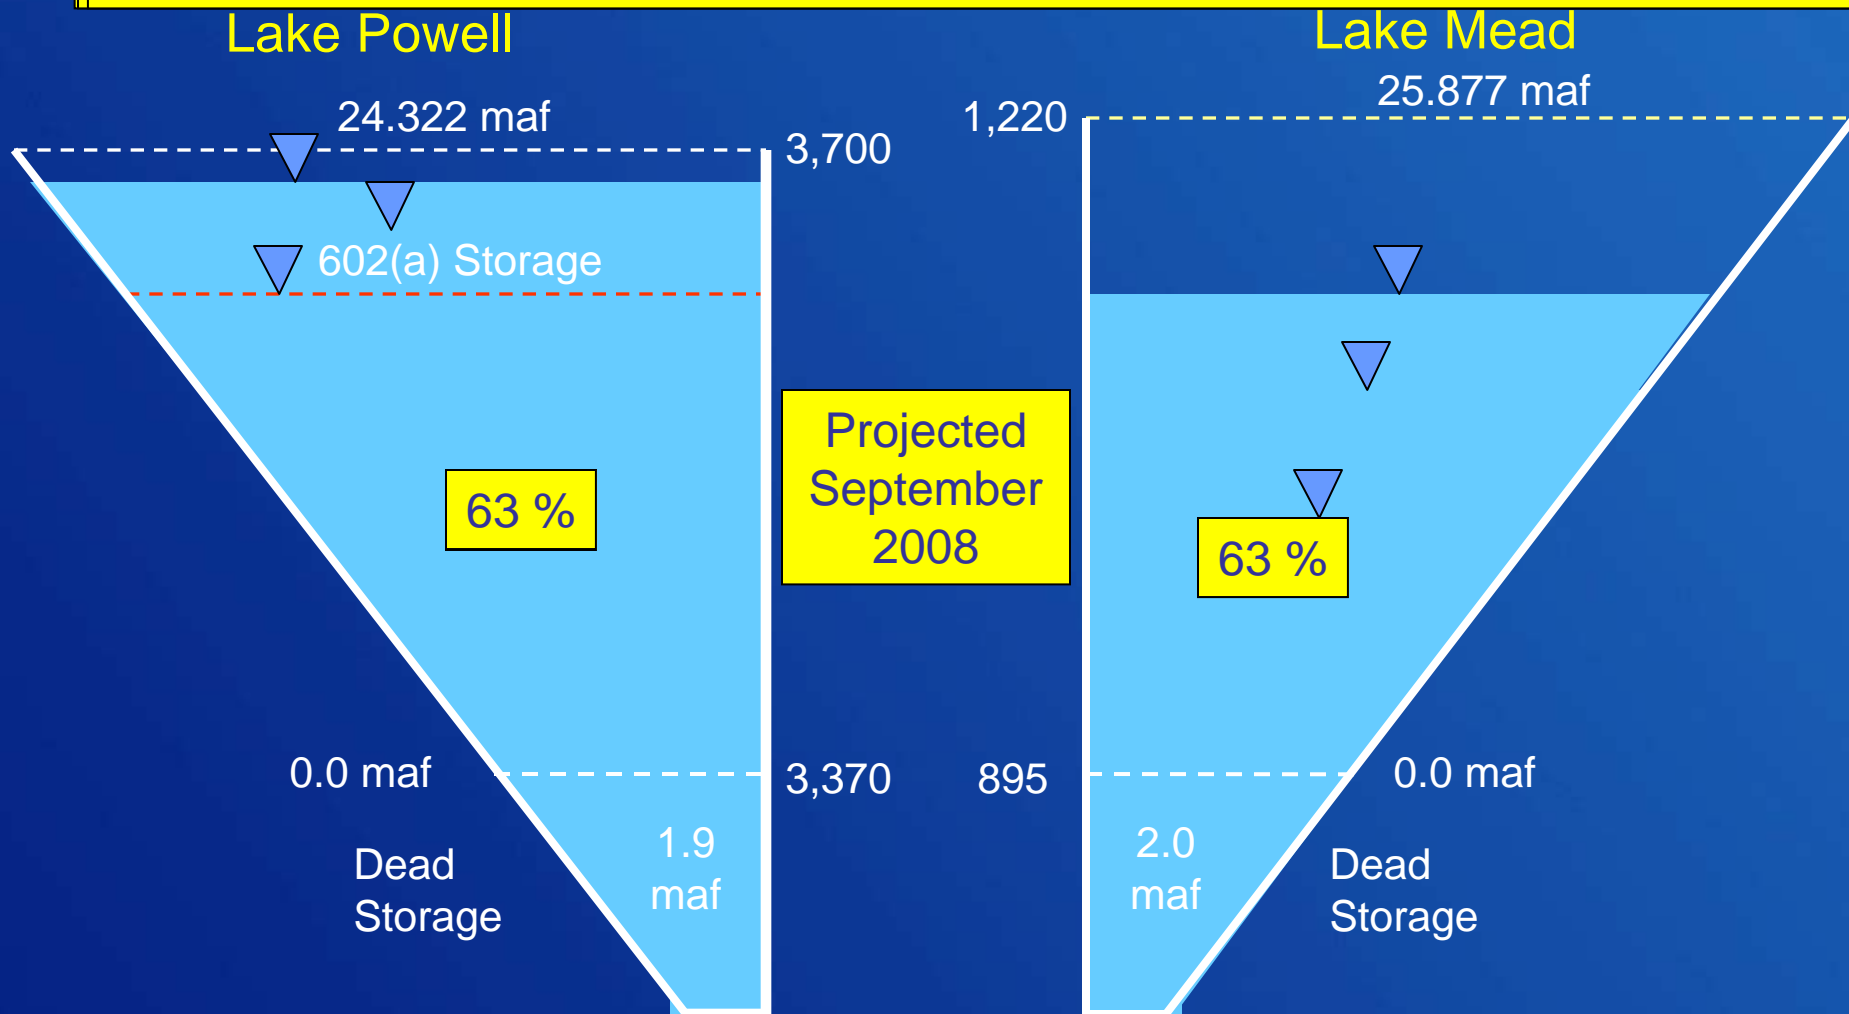 Lake Powell
Lake Mead
24.322 maf
25.877 maf
1,220
3,700
602(a) Storage
Projected
September
2008
63 %
63 %
0.0 maf
3,370
895
0.0 maf
1.9
maf
2.0
maf
Dead
Storage
Dead
Storage